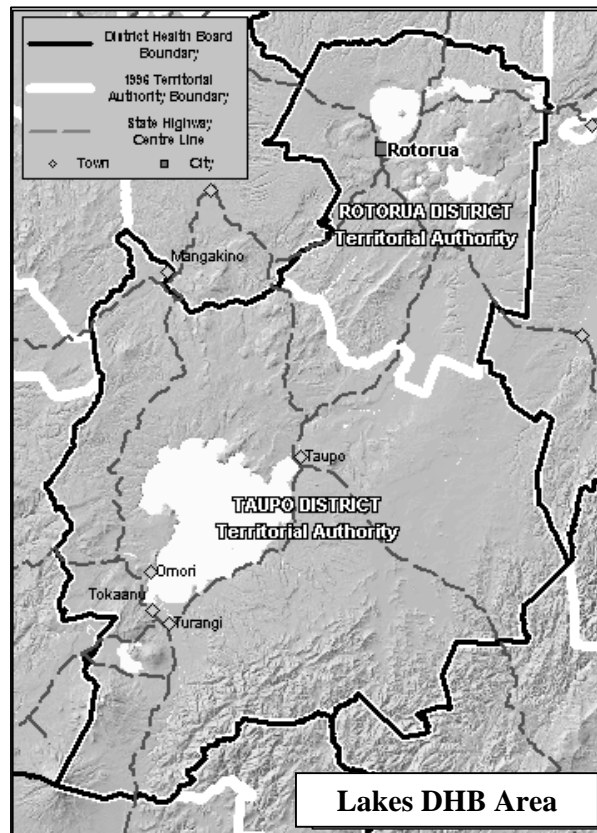 District Health Board
Boundary
1996 Territorial
Authority Boundary
State Highway
Centre Line
Town
City
Rotorua
ROTORUA DISTRICT
Territorial Authority
Mangakino
Taupo
TAUPO DISTRICT
Territorial Authority
Omori
Tokaanu
Turangi
Lakes DHB Area